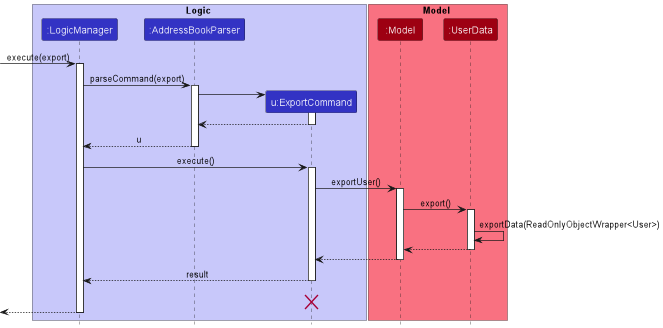 Logic
Model
:LogicManager
:AddressBookParser
:Model
:UserData
execute(export)
parseCommand(export)
u:ExportCommand
u
execute()
exportUser()
export()
exportData(ReadOnlyObjectWrapper<User>)
result